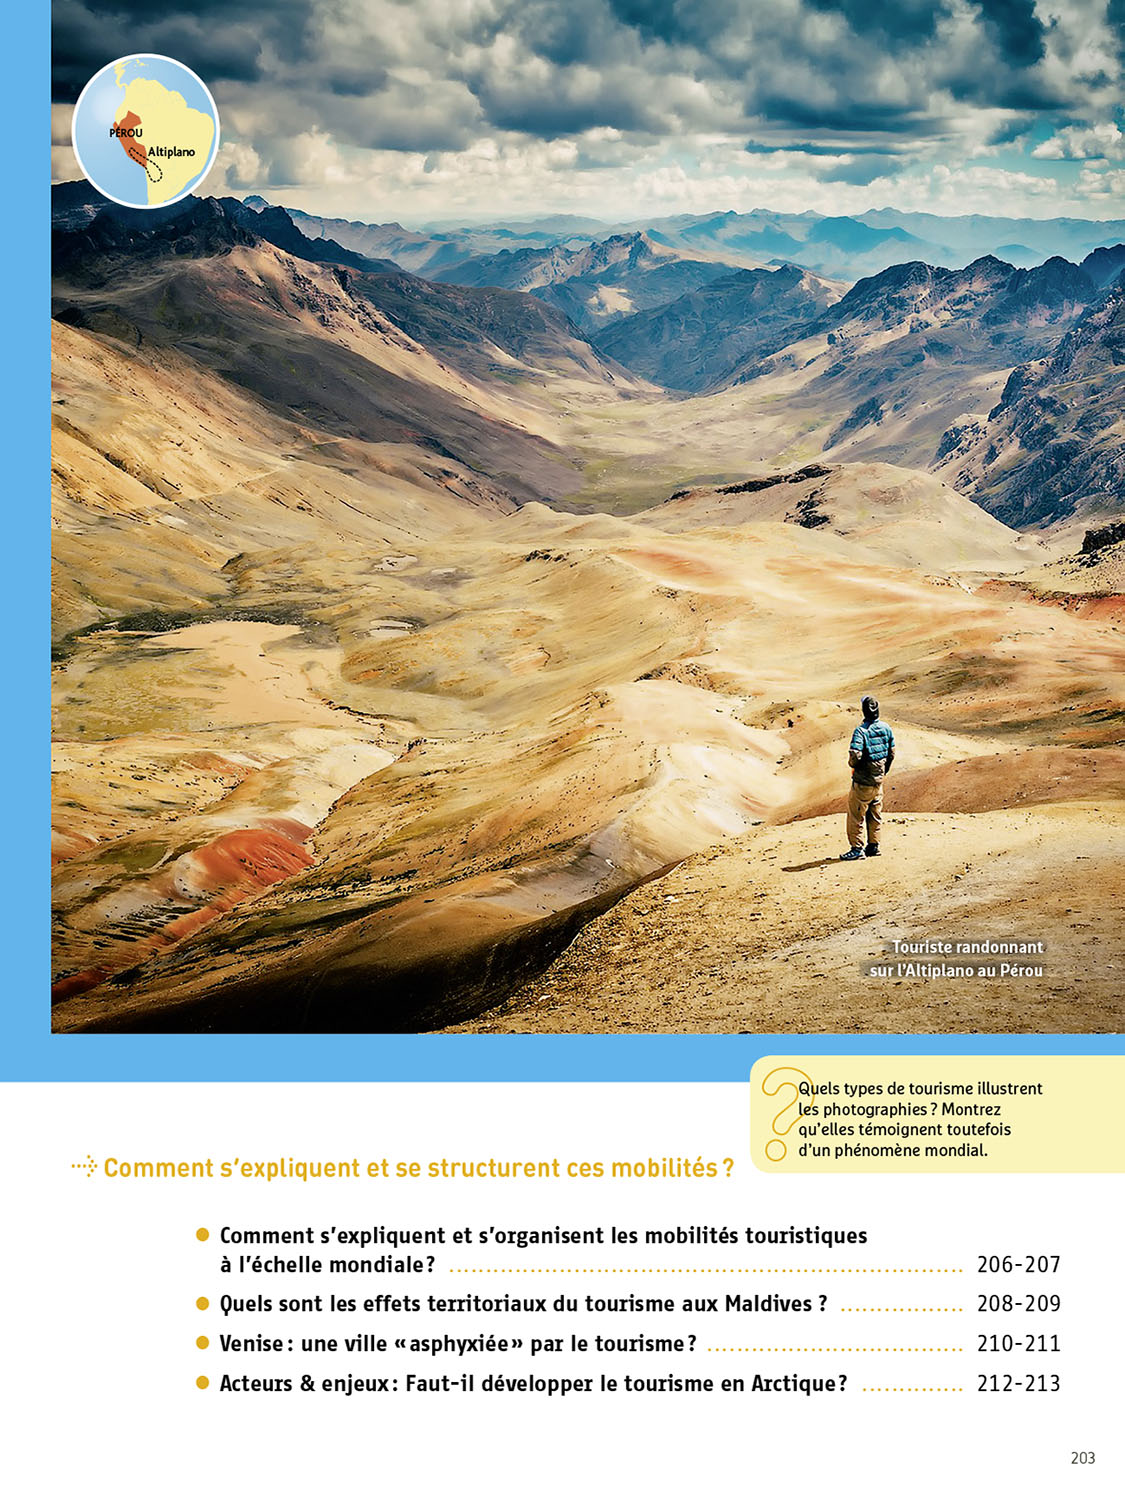 PÉROU
Altiplano
Touriste randonnant
sur l'Altiplano au Pérou
?
Quels types de tourisme illustrent
les photographies ? Montrez
qu'elles témoignent toutefois
d'un phénomène mondial.
Comment s'expliquent et se structurent ces mobilités ?
● Comment s'expliquent et s'organisent les mobilités touristiques
à l'échelle mondiale ? ........ 206-207
● Quels sont les effets territoriaux du tourisme aux Maldives ? ........ 208-209
● Venise : une ville « asphyxiée » par le tourisme ? ........ 210-211
● Acteurs & enjeux : Faut-il développer le tourisme en Arctique ? ........ 212-213
203